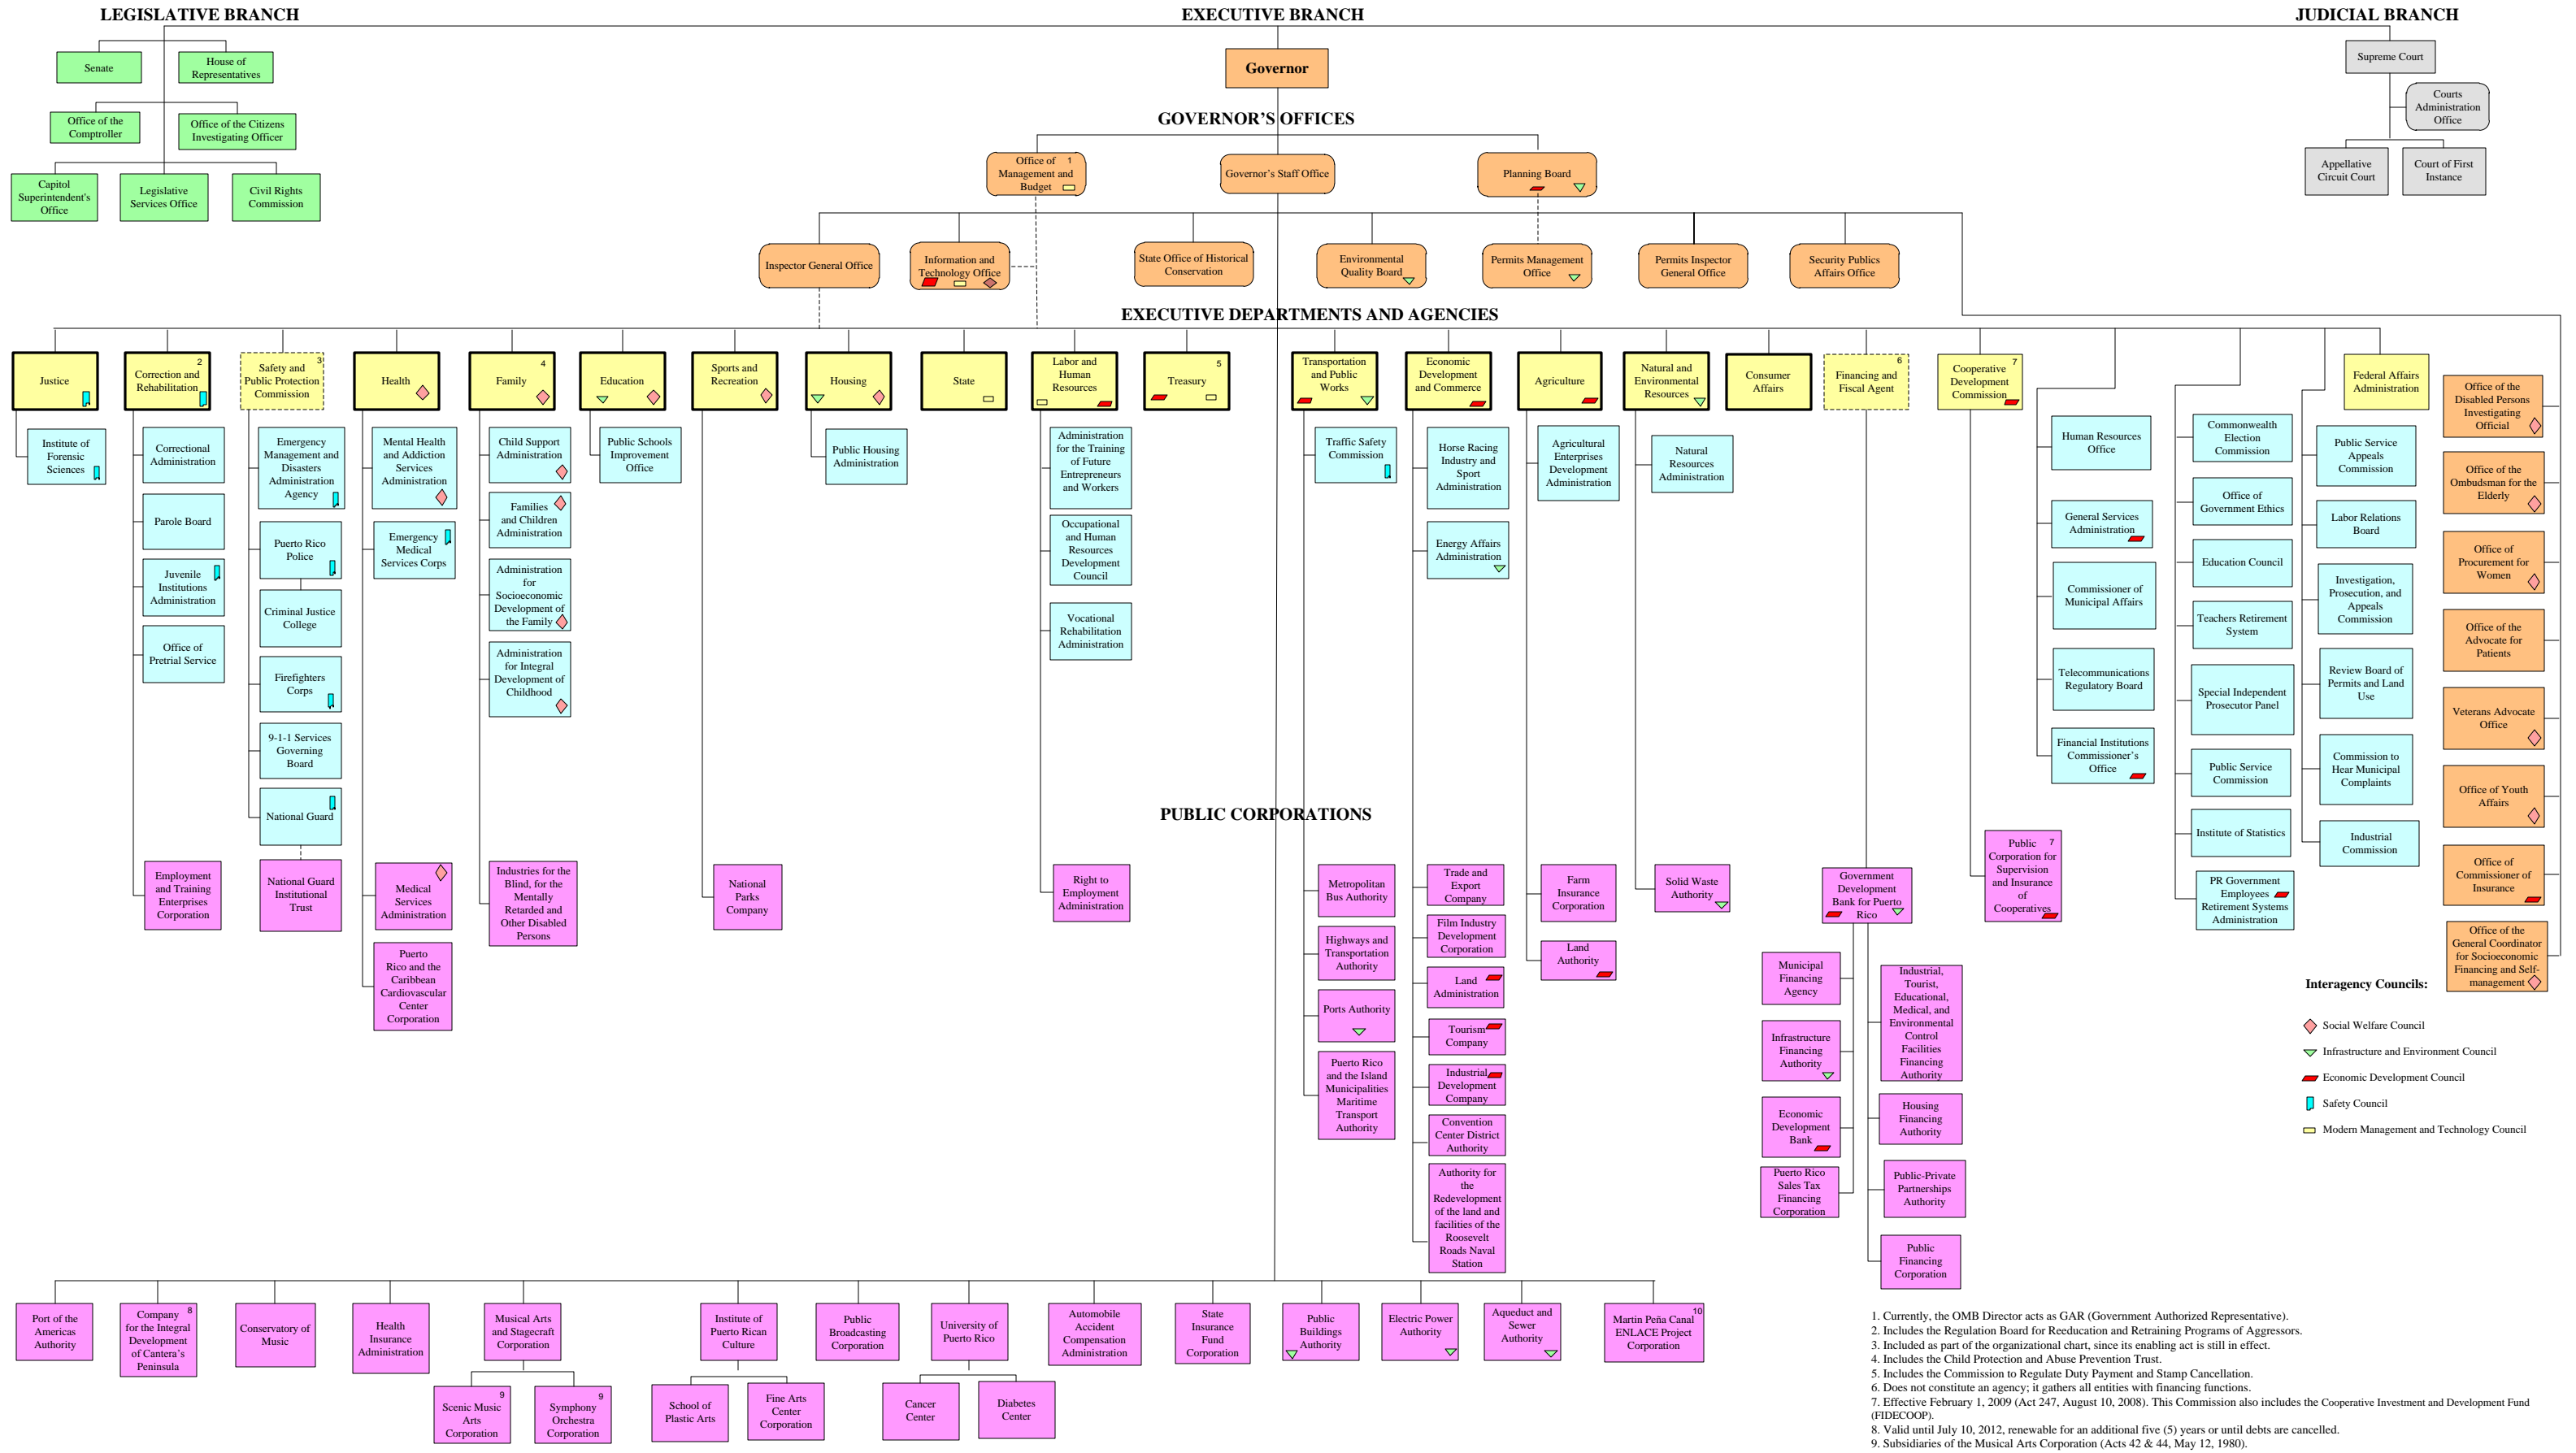 LEGISLATIVE BRANCH
EXECUTIVE BRANCH
JUDICIAL BRANCH
Senate
House of
Representatives
Office of the
Comptroller
Office of the Citizens
Investigating Officer
Capitol
Superintendent's
Office
Legislative
Services Office
Civil Rights
Commission
Governor
Supreme Court
Courts
Administration
Office
Appellative
Circuit Court
Court of First
Instance
GOVERNOR'S OFFICES
Office of 1
Management and
Budget
Governor's Staff Office
Planning Board
Inspector General Office
Information and
Technology Office
State Office of Historical
Conservation
Environmental
Quality Board
Permits Management
Office
Permits Inspector
General Office
Security Publics
Affairs Office
EXECUTIVE DEPARTMENTS AND AGENCIES
Justice
2
Correction and
Rehabilitation
3
Safety and
Public Protection
Commission
Health
4
Family
Education
Sports and
Recreation
Housing
State
Labor and
Human
Resources
5
Treasury
Transportation
and Public
Works
Economic
Development
and Commerce
Agriculture
Natural and
Environmental
Resources
Consumer
Affairs
6
Financing and
Fiscal Agent
7
Cooperative
Development
Commission
Federal Affairs
Administration
Institute of
Forensic
Sciences
Correctional
Administration
Parole Board
Juvenile
Institutions
Administration
Office of
Pretrial Service
Emergency
Management and
Disasters
Administration
Agency
Puerto Rico
Police
Criminal Justice
College
Firefighters
Corps
9-1-1 Services
Governing
Board
National Guard
Mental Health
and Addiction
Services
Administration
Emergency
Medical
Services Corps
Child Support
Administration
Families
and Children
Administration
Administration
for
Socioeconomic
Development of
the Family
Administration
for Integral
Development of
Childhood
Public Schools
Improvement
Office
Public Housing
Administration
Administration
for the Training
of Future
Entrepreneurs
and Workers
Occupational
and Human
Resources
Development
Council
Vocational
Rehabilitation
Administration
Traffic Safety
Commission
Horse Racing
Industry and
Sport
Administration
Energy Affairs
Administration
Agricultural
Enterprises
Development
Administration
Natural
Resources
Administration
Human Resources
Office
General Services
Administration
Commissioner of
Municipal Affairs
Telecommunications
Regulatory Board
Financial Institutions
Commissioner's
Office
Commonwealth
Election
Commission
Office of
Government Ethics
Education Council
Teachers Retirement
System
Special Independent
Prosecutor Panel
Public Service
Commission
Institute of Statistics
PR Government
Employees
Retirement Systems
Administration
Public Service
Appeals
Commission
Labor Relations
Board
Investigation,
Prosecution, and
Appeals
Commission
Review Board of
Permits and Land
Use
Commission to
Hear Municipal
Complaints
Industrial
Commission
Office of the
Disabled Persons
Investigating
Official
Office of the
Ombudsman for the
Elderly
Office of
Procurement for
Women
Office of the
Advocate for
Patients
Veterans Advocate
Office
Office of Youth
Affairs
Office of
Commissioner of
Insurance
Office of the
General Coordinator
for Socioeconomic
Financing and Self-
management
PUBLIC CORPORATIONS
Employment
and Training
Enterprises
Corporation
National Guard
Institutional
Trust
Medical
Services
Administration
Puerto
Rico and the
Caribbean
Cardiovascular
Center
Corporation
Industries for the
Blind, for the
Mentally
Retarded and
Other Disabled
Persons
National
Parks
Company
Right to
Employment
Administration
Metropolitan
Bus Authority
Highways and
Transportation
Authority
Ports Authority
Puerto Rico
and the Island
Municipalities
Maritime
Transport
Authority
Trade and
Export
Company
Film Industry
Development
Corporation
Land
Administration
Tourism
Company
Industrial
Development
Company
Convention
Center District
Authority
Authority for
the
Redevelopment
of the land and
facilities of the
Roosevelt
Roads Naval
Station
Farm
Insurance
Corporation
Land
Authority
Solid Waste
Authority
Government
Development
Bank for Puerto
Rico
Municipal
Financing
Agency
Infrastructure
Financing
Authority
Economic
Development
Bank
Puerto Rico
Sales Tax
Financing
Corporation
Industrial,
Tourist,
Educational,
Medical, and
Environmental
Control
Facilities
Financing
Authority
Housing
Financing
Authority
Public-Private
Partnerships
Authority
Public
Financing
Corporation
Public 7
Corporation for
Supervision
and Insurance
of
Cooperatives
Interagency Councils:
Social Welfare Council
Infrastructure and Environment Council
Economic Development Council
Safety Council
Modern Management and Technology Council
Port of the
Americas
Authority
Company 8
for the Integral
Development
of Cantera's
Peninsula
Conservatory of
Music
Health
Insurance
Administration
Musical Arts
and Stagecraft
Corporation
9
Scenic Music
Arts
Corporation
9
Symphony
Orchestra
Corporation
Institute of
Puerto Rican
Culture
School of
Plastic Arts
Fine Arts
Center
Corporation
Public
Broadcasting
Corporation
University of
Puerto Rico
Cancer
Center
Diabetes
Center
Automobile
Accident
Compensation
Administration
State
Insurance
Fund
Corporation
Public
Buildings
Authority
Electric Power
Authority
Aqueduct and
Sewer
Authority
10
Martin Peña Canal
ENLACE Project
Corporation
1. Currently, the OMB Director acts as GAR (Government Authorized Representative).
2. Includes the Regulation Board for Reeducation and Retraining Programs of Aggressors.
3. Included as part of the organizational chart, since its enabling act is still in effect.
4. Includes the Child Protection and Abuse Prevention Trust.
5. Includes the Commission to Regulate Duty Payment and Stamp Cancellation.
6. Does not constitute an agency; it gathers all entities with financing functions.
7. Effective February 1, 2009 (Act 247, August 10, 2008). This Commission also includes the Cooperative Investment and Development Fund
(FIDECOOP).
8. Valid until July 10, 2012, renewable for an additional five (5) years or until debts are cancelled.
9. Subsidiaries of the Musical Arts Corporation (Acts 42 & 44, May 12, 1980).